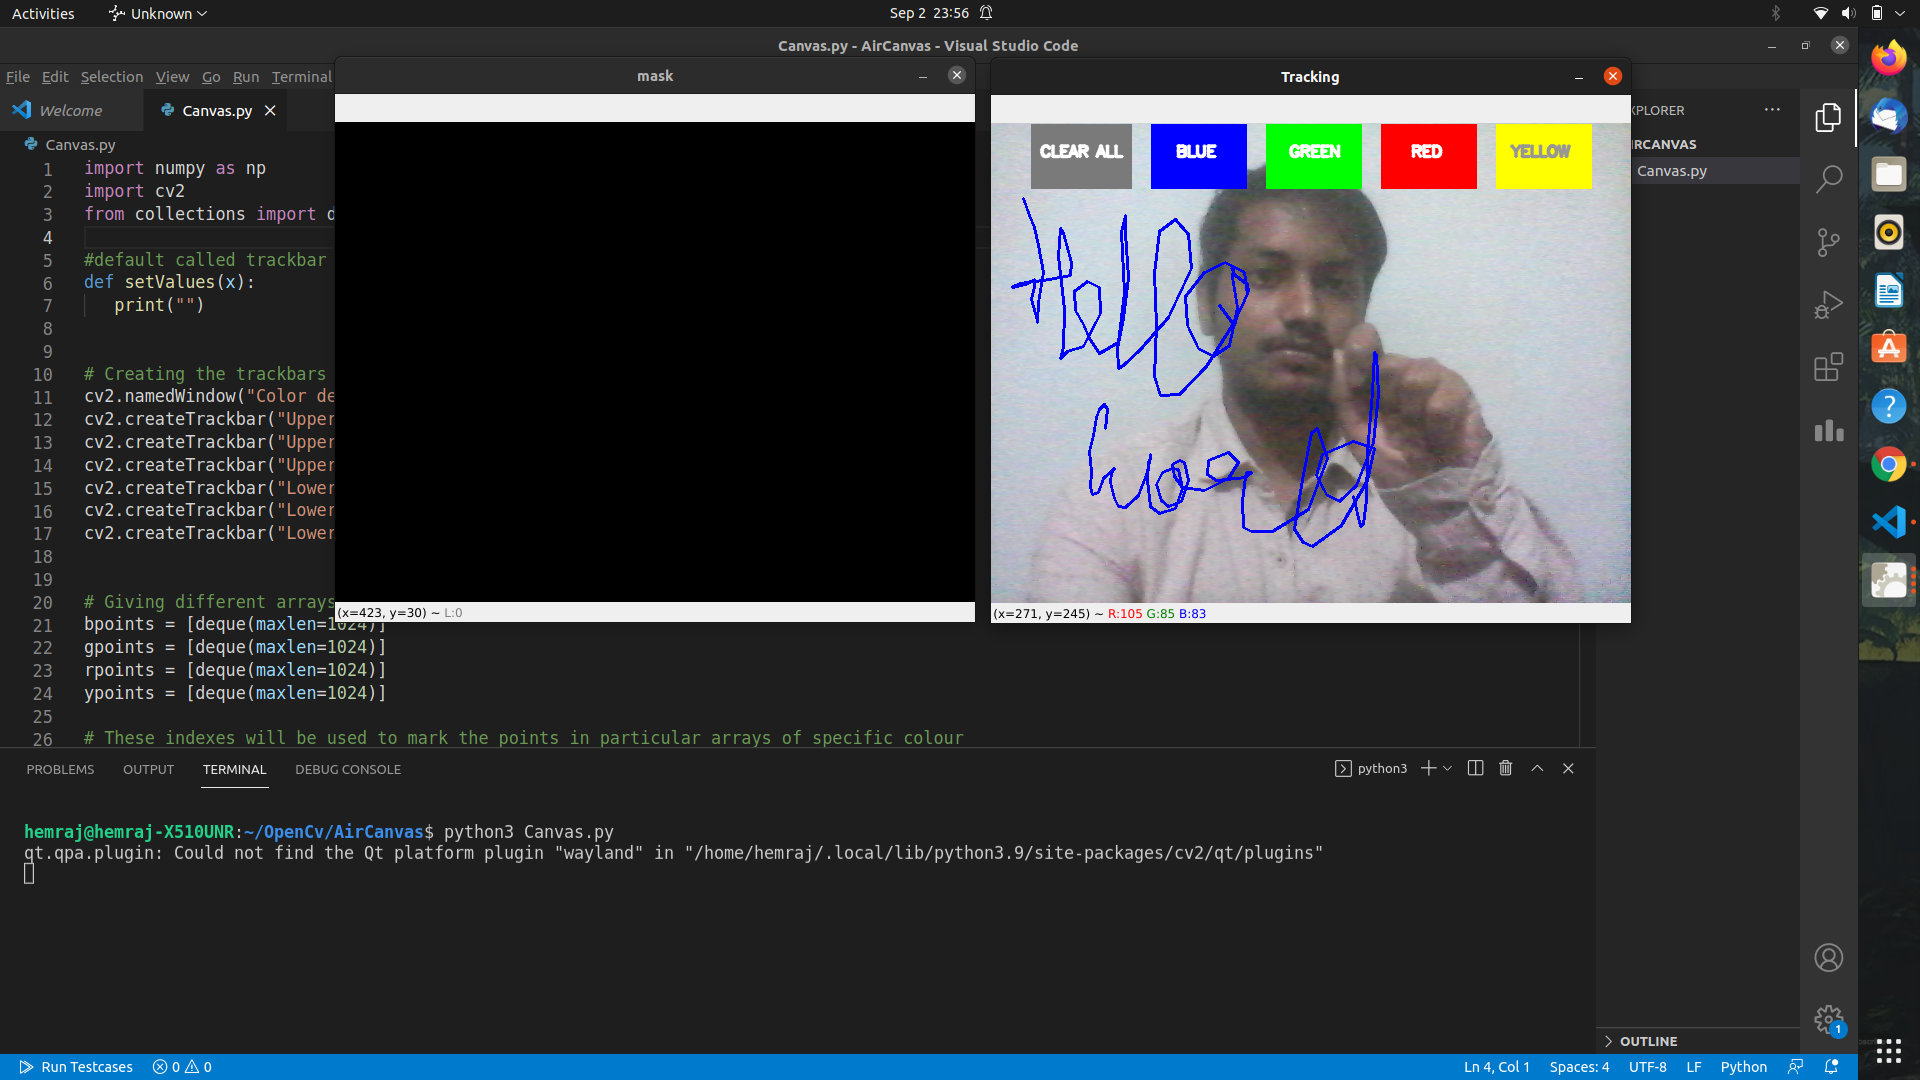 Activities
Unknown
Sep 2 23:56
Canvas.py - AirCanvas - Visual Studio Code
File Edit Selection View Go Run Terminal
mask
Tracking
Welcome
Canvas.py
EXPLORER
Canvas.py
AIRCANVAS
Canvas.py
CLEAR ALL
BLUE
GREEN
RED
YELLOW
Hello
World
1 import numpy as np
2 import cv2
3 from collections import d
4
5 #default called trackbar
6 def setValues(x):
7 print("")
8
9
10 # Creating the trackbars
11 cv2.namedWindow("Color de
12 cv2.createTrackbar("Upper
13 cv2.createTrackbar("Upper
14 cv2.createTrackbar("Upper
15 cv2.createTrackbar("Lower
16 cv2.createTrackbar("Lower
17 cv2.createTrackbar("Lower
18
19
20 # Giving different arrays
21 bpoints = [deque(maxlen=1024)]
22 gpoints = [deque(maxlen=1024)]
23 rpoints = [deque(maxlen=1024)]
24 ypoints = [deque(maxlen=1024)]
25
26 # These indexes will be used to mark the points in particular arrays of specific colour
(x=423, y=30) ~ L:0
(x=271, y=245) ~ R:105 G:85 B:83
PROBLEMS OUTPUT TERMINAL DEBUG CONSOLE
python3
hemraj@hemraj-X510UNR:~/OpenCv/AirCanvas$ python3 Canvas.py
qt.qpa.plugin: Could not find the Qt platform plugin "wayland" in "/home/hemraj/.local/lib/python3.9/site-packages/cv2/qt/plugins"
OUTLINE
1
Run Testcases
0 0
Ln 4, Col 1 Spaces: 4 UTF-8 LF Python